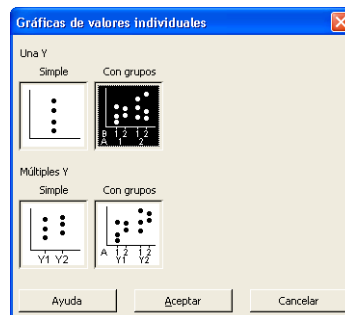 Gráficas de valores individuales
Una Y
Simple Con grupos
B 1 2 1 2
A 1 2
Múltiples Y
Simple Con grupos
Y1 Y2
A 1 2 1 2
Y1 Y2
Ayuda Aceptar Cancelar